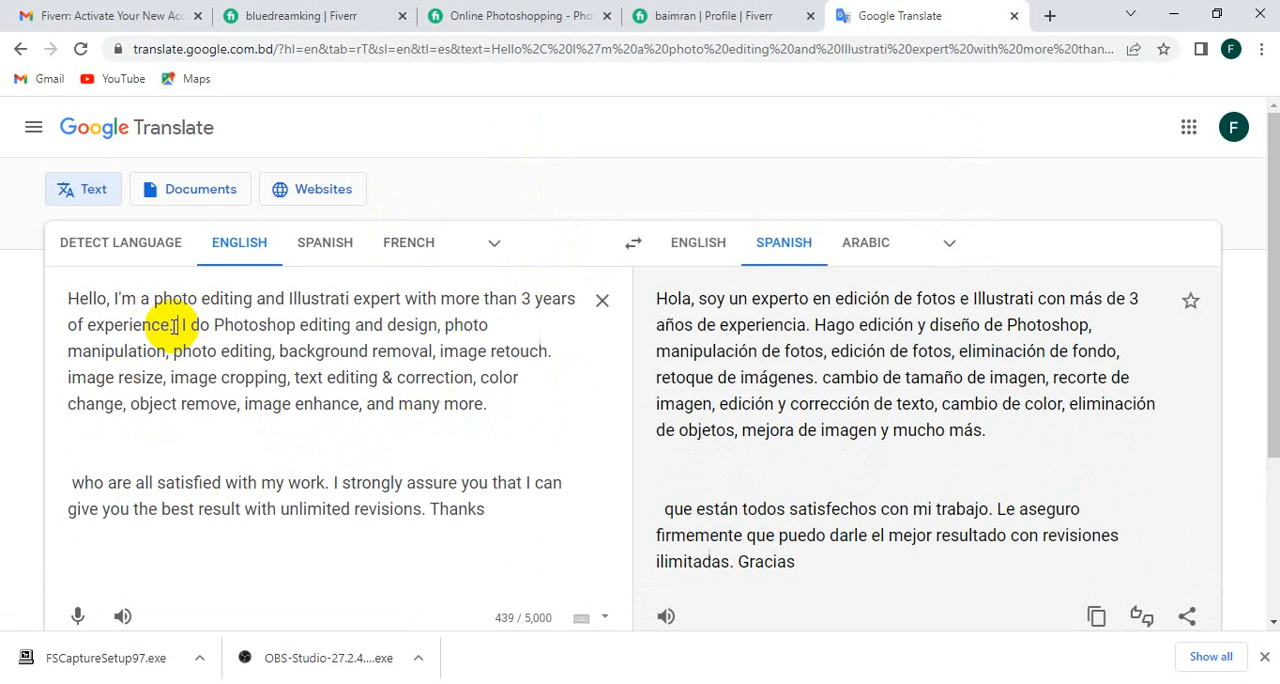 Fiverr: Activate Your New Acc
bluedreamking | Fiverr
Online Photoshopping - Pho
baimran | Profile | Fiverr
Google Translate
translate.google.com.bd/?hl=en&tab=rT&sl=en&tl=es&text=Hello%2C%20I%27m%20a%20photo%20editing%20and%20Illustrati%20expert%20with%20more%20than...
F
Gmail
YouTube
Maps
Google Translate
F
Text
Documents
Websites
DETECT LANGUAGE
ENGLISH
SPANISH
FRENCH
ENGLISH
SPANISH
ARABIC
Hello, I'm a photo editing and Illustrati expert with more than 3 years
of experience. I do Photoshop editing and design, photo
manipulation, photo editing, background removal, image retouch.
image resize, image cropping, text editing & correction, color
change, object remove, image enhance, and many more.
who are all satisfied with my work. I strongly assure you that I can
give you the best result with unlimited revisions. Thanks
Hola, soy un experto en edición de fotos e Illustrati con más de 3
años de experiencia. Hago edición y diseño de Photoshop,
manipulación de fotos, edición de fotos, eliminación de fondo,
retoque de imágenes. cambio de tamaño de imagen, recorte de
imagen, edición y corrección de texto, cambio de color, eliminación
de objetos, mejora de imagen y mucho más.
que están todos satisfechos con mi trabajo. Le aseguro
firmemente que puedo darle el mejor resultado con revisiones
ilimitadas. Gracias
439 / 5,000
FSCaptureSetup97.exe
OBS-Studio-27.2.4....exe
Show all